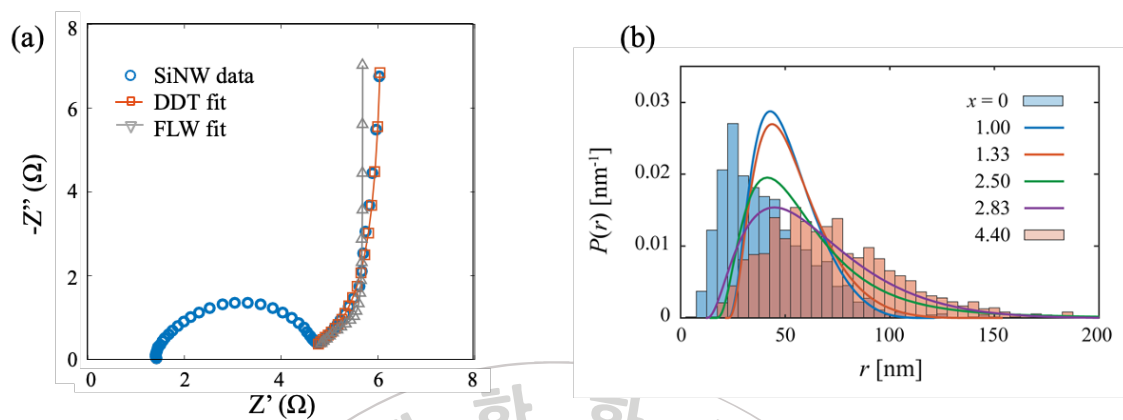 (a)
8
6
4
2
0
-Z" (Ω)
SiNW data
DDT fit
FLW fit
0 2 4 6 8
Z' (Ω)
(b)
0.03
0.02
0.01
0
P(r) [nm⁻¹]
x = 0
1.00
1.33
2.50
2.83
4.40
0 50 100 150 200
r [nm]
학